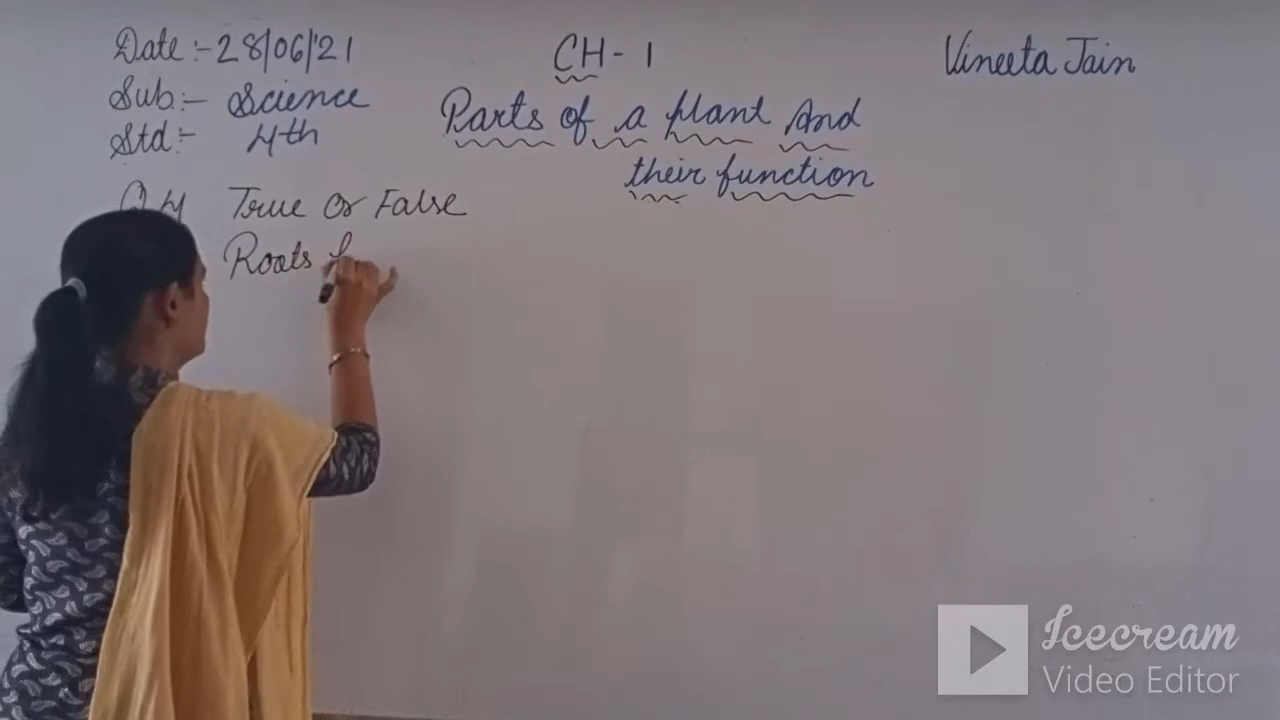 Date :- 28/06/'21
Sub :- Science
Std :- 4th
CH - 1
Parts of a plant And
their function
Vineeta Jain
True or False
Roots
Icecream
Video Editor